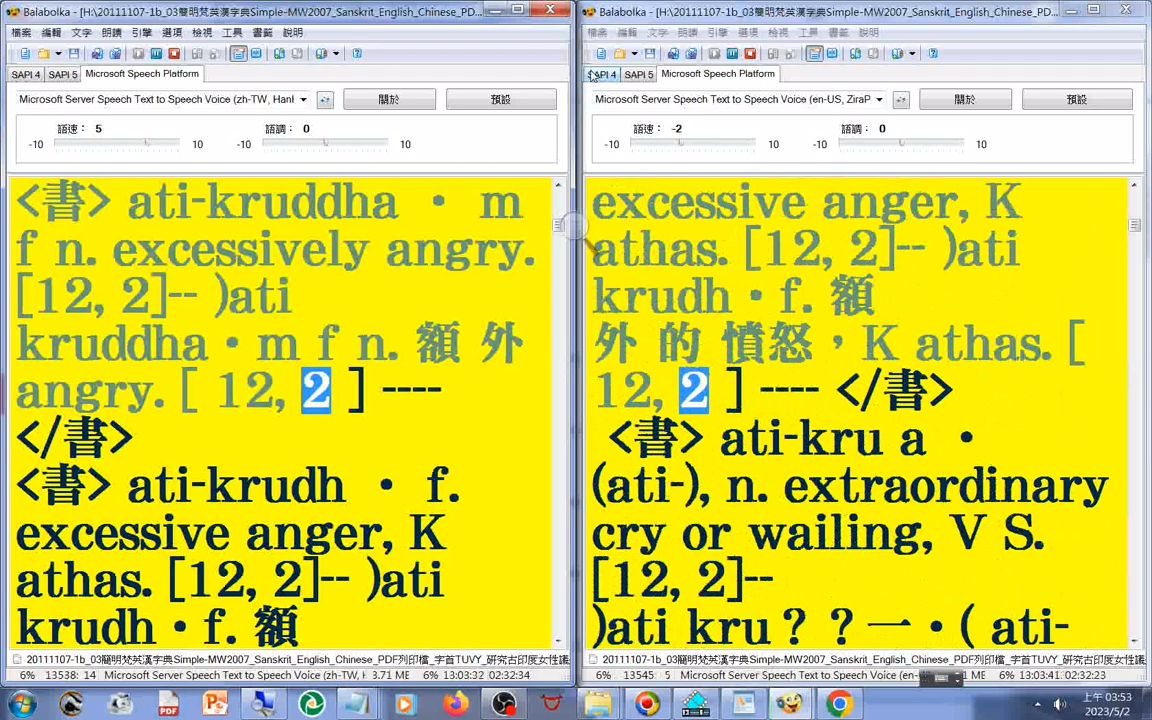 Balabolka - [H:\20111107-1b_03簡明梵英漢字典Simple-MW2007_Sanskrit_English_Chinese_PD...
檔案 編輯 文字 朗讀 引擎 選項 檢視 工具 書籤 說明
SAPI 4 SAPI 5 Microsoft Speech Platform
Microsoft Server Speech Text to Speech Voice (zh-TW, Hanl
關於 預設
語速： 5 語調： 0
-10 10 -10 10
<書> ati-kruddha • m
f n. excessively angry.
[12, 2]-- )ati
kruddha • m f n. 額 外
angry. [ 12, 2 ] ----
</書>
<書> ati-krudh • f.
excessive anger, K
athas. [12, 2]-- )ati
krudh • f. 額
20111107-1b_03簡明梵英漢字典Simple-MW2007_Sanskrit_English_Chinese_PDF列印檔_字首TUVY_研究古印度女性議
6% 13538: 14 Microsoft Server Speech Text to Speech Voice (zh-TW, H 3.71 MB 6% 13:03:32 02:32:34
Balabolka - [H:\20111107-1b_03簡明梵英漢字典Simple-MW2007_Sanskrit_English_Chinese_PD...
檔案 編輯 文字 朗讀 引擎 選項 檢視 工具 書籤 說明
SAPI 4 SAPI 5 Microsoft Speech Platform
Microsoft Server Speech Text to Speech Voice (en-US, ZiraP
關於 預設
語速： -2 語調： 0
-10 10 -10 10
excessive anger, K
athas. [12, 2]-- )ati
krudh • f. 額
外 的 憤怒，K athas. [
12, 2 ] ---- </書>
<書> ati-kru a •
(ati-), n. extraordinary
cry or wailing, V S.
[12, 2]--
)ati kru？？一 • ( ati-
20111107-1b_03簡明梵英漢字典Simple-MW2007_Sanskrit_English_Chinese_PDF列印檔_字首TUVY_研究古印度女性議
6% 13545: 5 Microsoft Server Speech Text to Speech Voice (en- MB 6% 13:03:41 02:32:23
PDF
上午 03:53
2023/5/2